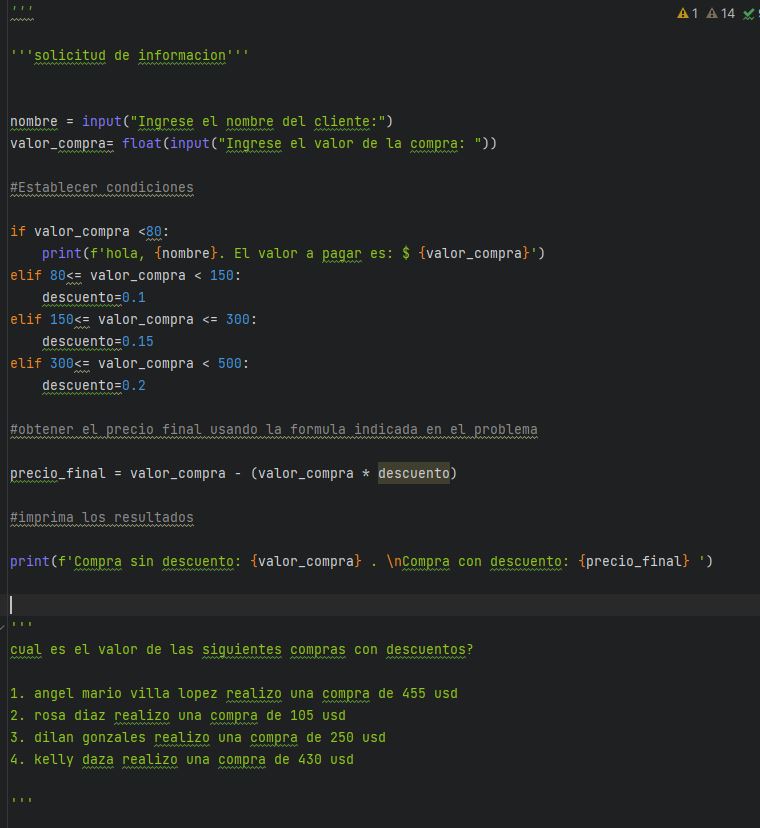 '''
1 14
'''solicitud de informacion'''
nombre = input("Ingrese el nombre del cliente:")
valor_compra= float(input("Ingrese el valor de la compra: "))
#Establecer condiciones
if valor_compra <80:
    print(f'hola, {nombre}. El valor a pagar es: $ {valor_compra}')
elif 80<= valor_compra < 150:
    descuento=0.1
elif 150<= valor_compra <= 300:
    descuento=0.15
elif 300<= valor_compra < 500:
    descuento=0.2
#obtener el precio final usando la formula indicada en el problema
precio_final = valor_compra - (valor_compra * descuento)
#imprima los resultados
print(f'Compra sin descuento: {valor_compra} . \nCompra con descuento: {precio_final} ')
'''
cual es el valor de las siguientes compras con descuentos?
1. angel mario villa lopez realizo una compra de 455 usd
2. rosa diaz realizo una compra de 105 usd
3. dilan gonzales realizo una compra de 250 usd
4. kelly daza realizo una compra de 430 usd
'''